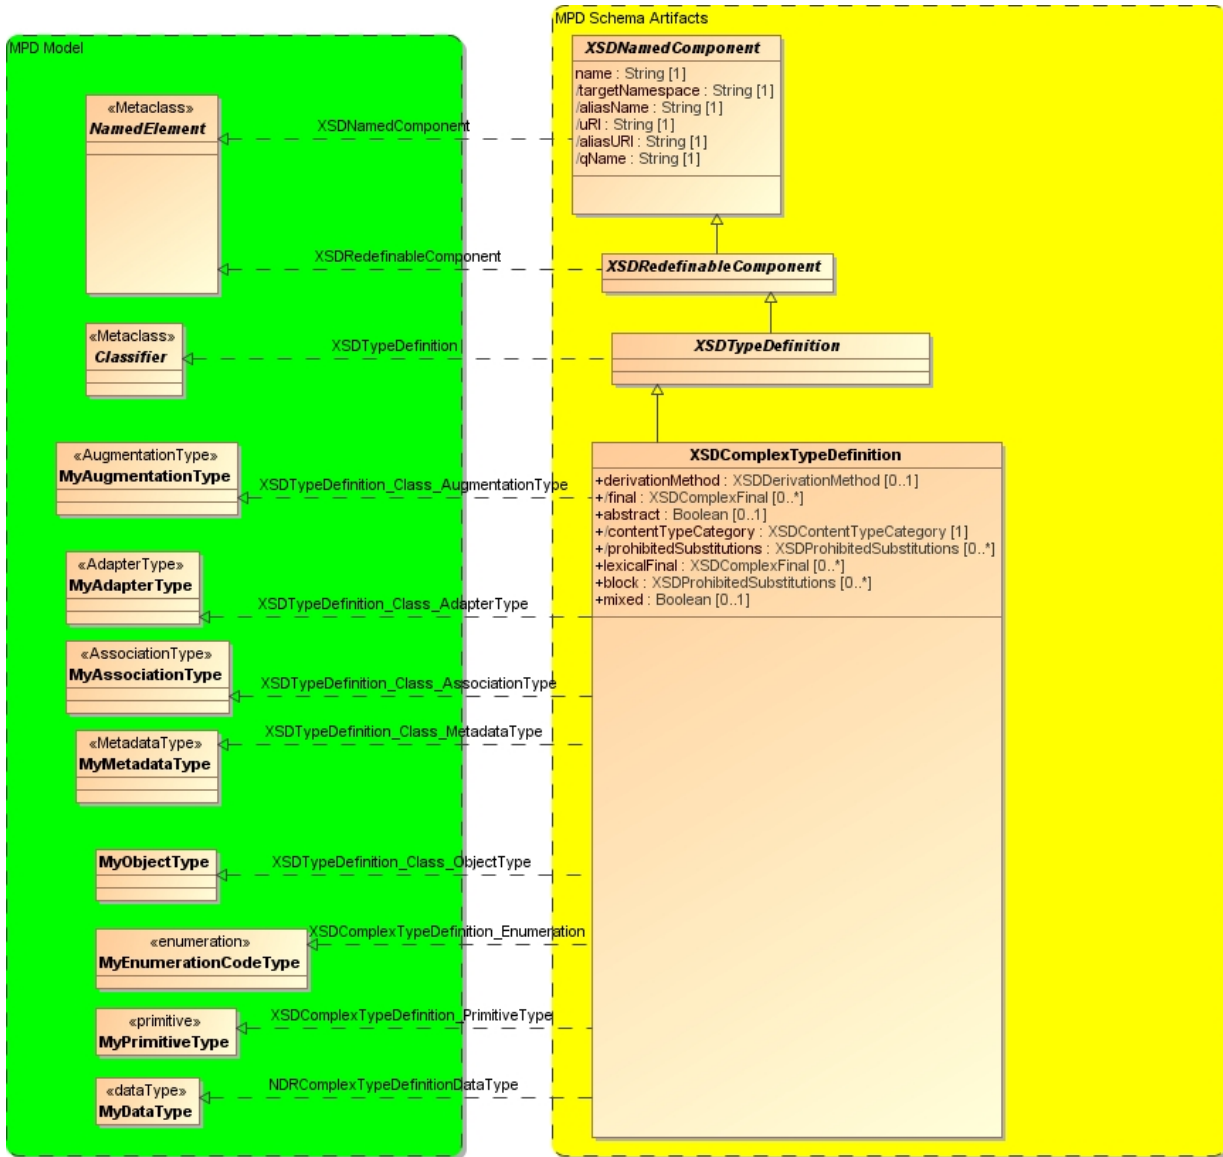 MPD Model
«Metaclass»
NamedElement
«Metaclass»
Classifier
«AugmentationType»
MyAugmentationType
«AdapterType»
MyAdapterType
«AssociationType»
MyAssociationType
«MetadataType»
MyMetadataType
MyObjectType
«enumeration»
MyEnumerationCodeType
«primitive»
MyPrimitiveType
«dataType»
MyDataType
XSDNamedComponent
XSDRedefinableComponent
XSDTypeDefinition
XSDTypeDefinition_Class_AugmentationType
XSDTypeDefinition_Class_AdapterType
XSDTypeDefinition_Class_AssociationType
XSDTypeDefinition_Class_MetadataType
XSDTypeDefinition_Class_ObjectType
XSDComplexTypeDefinition_Enumeration
XSDComplexTypeDefinition_PrimitiveType
NDRComplexTypeDefinitionDataType
MPD Schema Artifacts
XSDNamedComponent
name : String [1]
/targetNamespace : String [1]
/aliasName : String [1]
/uRI : String [1]
/aliasURI : String [1]
/qName : String [1]
XSDRedefinableComponent
XSDTypeDefinition
XSDComplexTypeDefinition
+derivationMethod : XSDDerivationMethod [0..1]
+/final : XSDComplexFinal [0..*]
+abstract : Boolean [0..1]
+/contentTypeCategory : XSDContentTypeCategory [1]
+/prohibitedSubstitutions : XSDProhibitedSubstitutions [0..*]
+lexicalFinal : XSDComplexFinal [0..*]
+block : XSDProhibitedSubstitutions [0..*]
+mixed : Boolean [0..1]